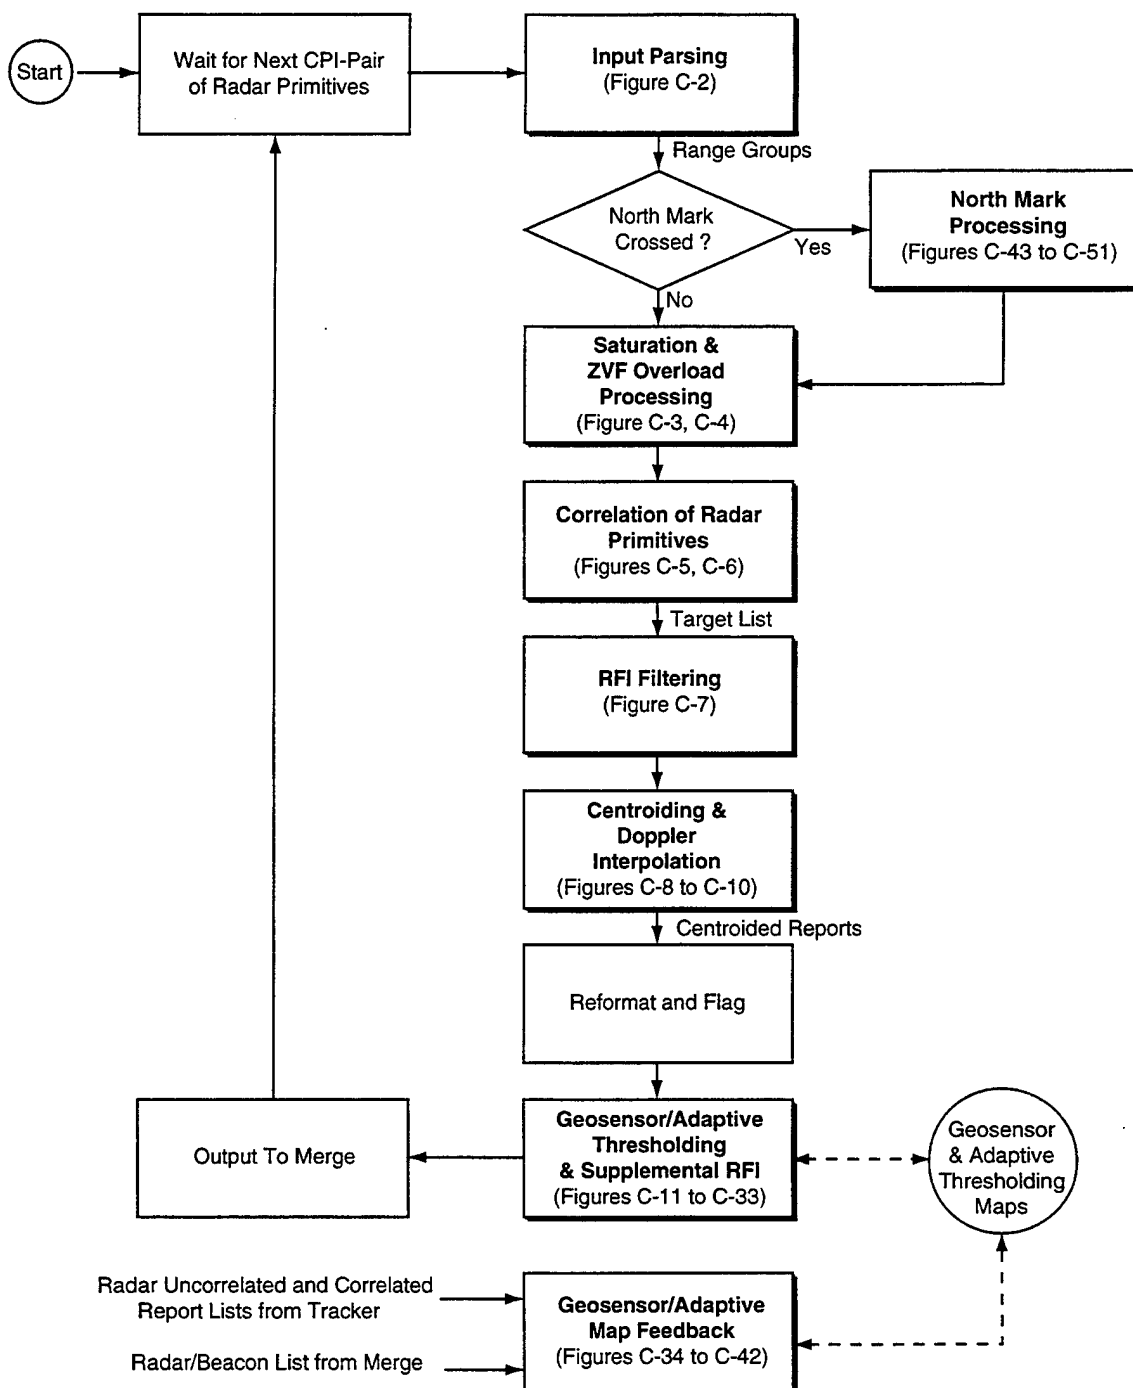 Start
Wait for Next CPI-Pair
of Radar Primitives
Input Parsing
(Figure C-2)
Range Groups
North Mark
Crossed ?
Yes
No
North Mark
Processing
(Figures C-43 to C-51)
Saturation &
ZVF Overload
Processing
(Figure C-3, C-4)
Correlation of Radar
Primitives
(Figures C-5, C-6)
Target List
RFI Filtering
(Figure C-7)
Centroiding &
Doppler
Interpolation
(Figures C-8 to C-10)
Centroided Reports
Reformat and Flag
Geosensor/Adaptive
Thresholding
& Supplemental RFI
(Figures C-11 to C-33)
Output To Merge
Geosensor
& Adaptive
Thresholding
Maps
Radar Uncorrelated and Correlated
Report Lists from Tracker
Radar/Beacon List from Merge
Geosensor/Adaptive
Map Feedback
(Figures C-34 to C-42)